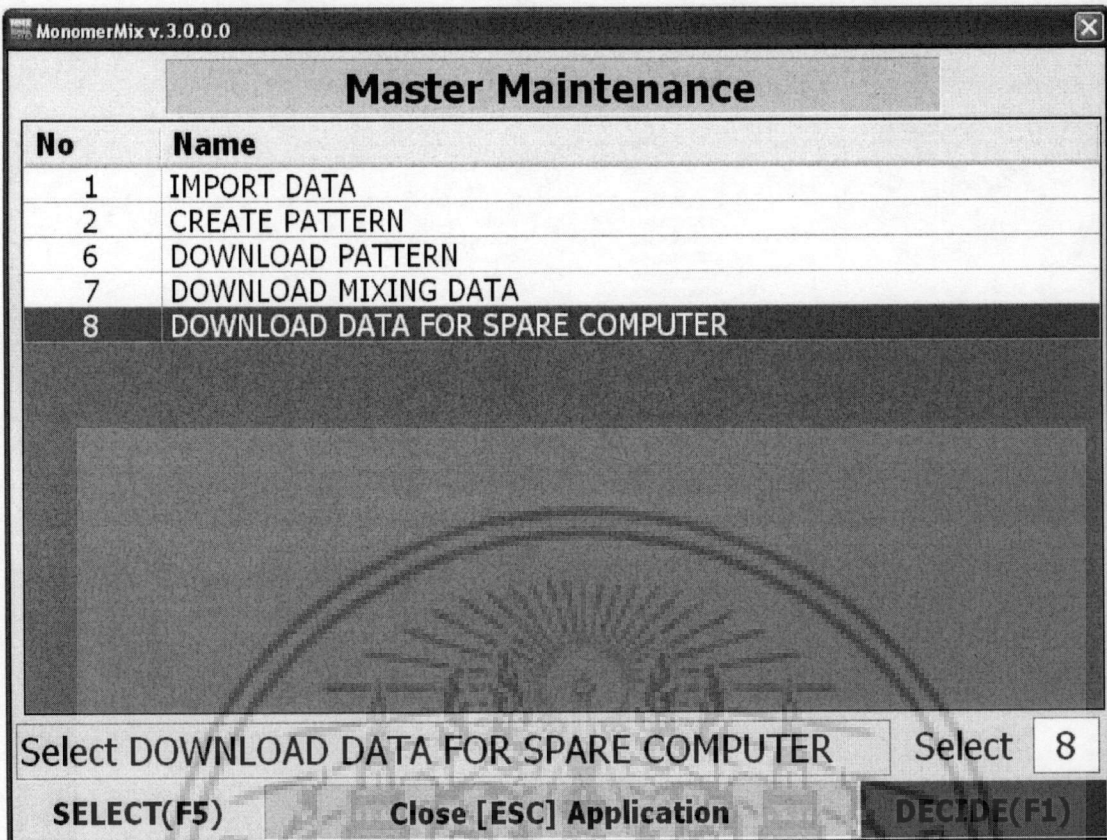 MonomerMix v.3.0.0.0
Master Maintenance
No Name
1 IMPORT DATA
2 CREATE PATTERN
6 DOWNLOAD PATTERN
7 DOWNLOAD MIXING DATA
8 DOWNLOAD DATA FOR SPARE COMPUTER
Select DOWNLOAD DATA FOR SPARE COMPUTER Select 8
SELECT(F5) Close [ESC] Application DECIDE(F1)